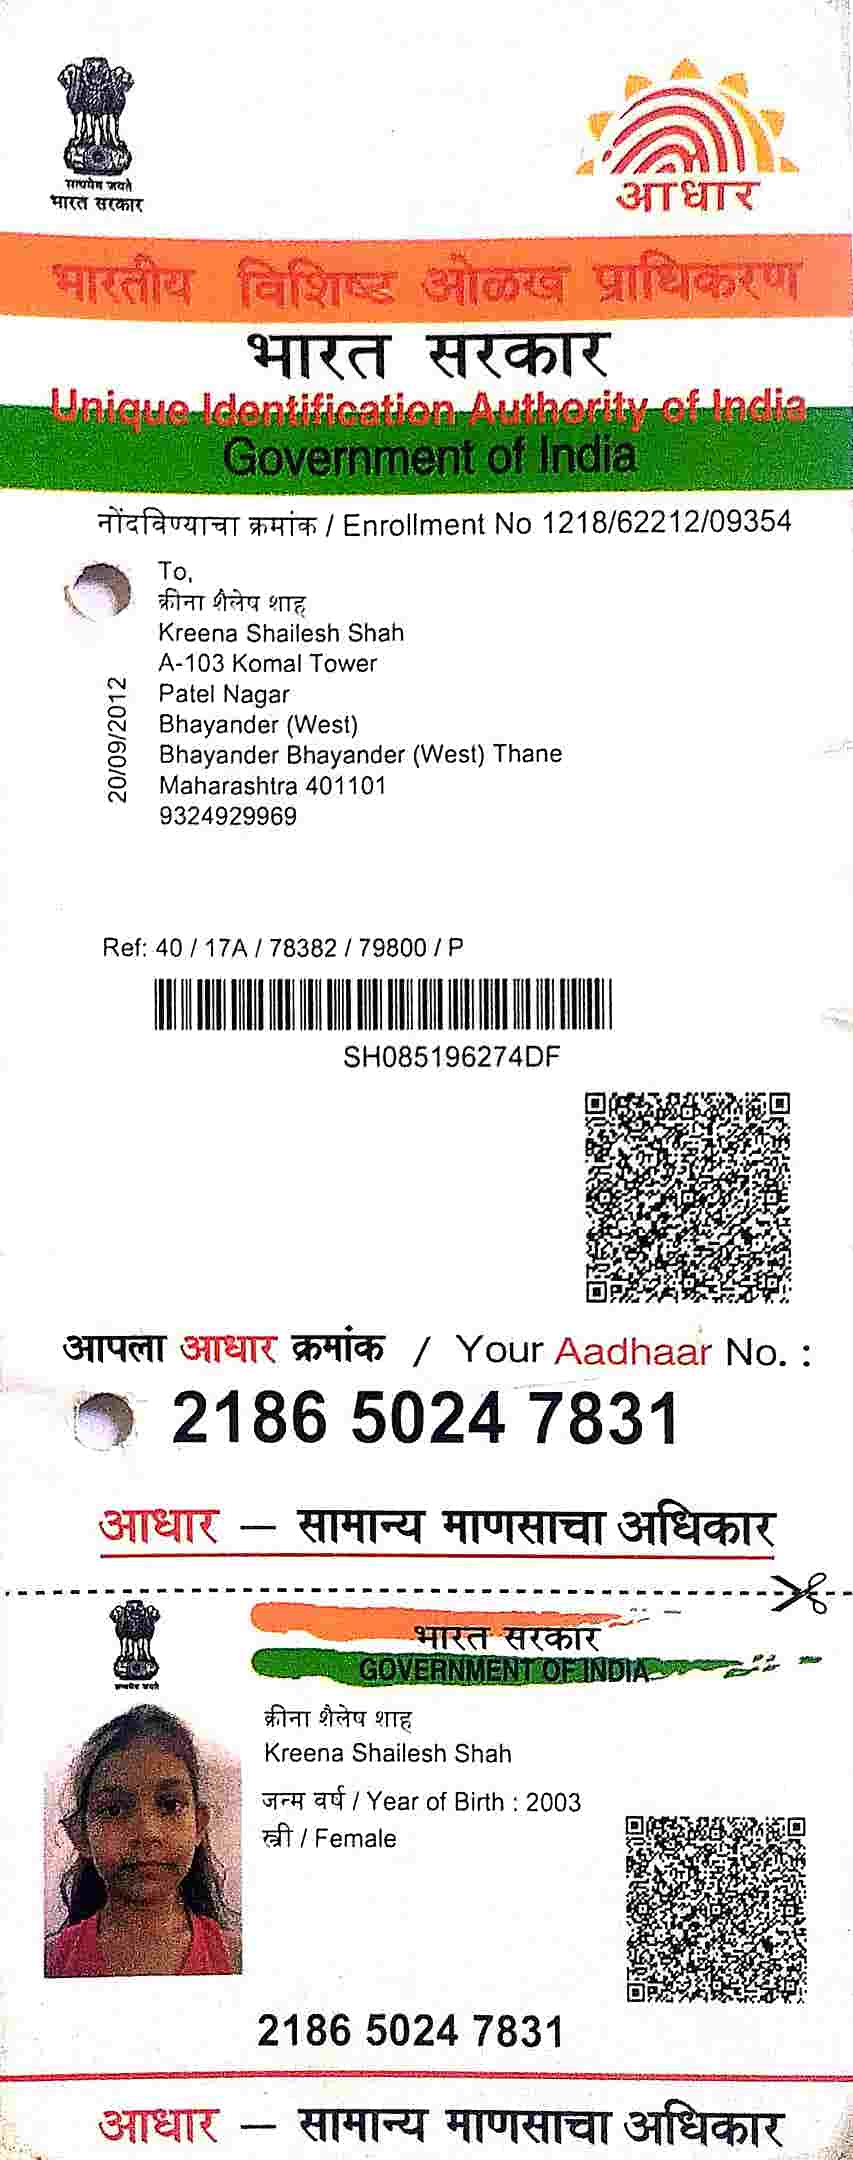 सत्यमेव जयते
भारत सरकार
आधार
भारतीय विशिष्ट ओळख प्राधिकरण
भारत सरकार
Unique Identification Authority of India
Government of India
नोंदविण्याचा क्रमांक / Enrollment No 1218/62212/09354
To,
क्रीना शैलेष शाह
Kreena Shailesh Shah
A-103 Komal Tower
Patel Nagar
Bhayander (West)
Bhayander Bhayander (West) Thane
Maharashtra 401101
9324929969
20/09/2012
Ref: 40 / 17A / 78382 / 79800 / P
SH085196274DF
आपला आधार क्रमांक / Your Aadhaar No. :
2186 5024 7831
आधार – सामान्य माणसाचा अधिकार
सत्यमेव जयते
भारत सरकार
GOVERNMENT OF INDIA
क्रीना शैलेष शाह
Kreena Shailesh Shah
जन्म वर्ष / Year of Birth : 2003
स्त्री / Female
2186 5024 7831
आधार – सामान्य माणसाचा अधिकार